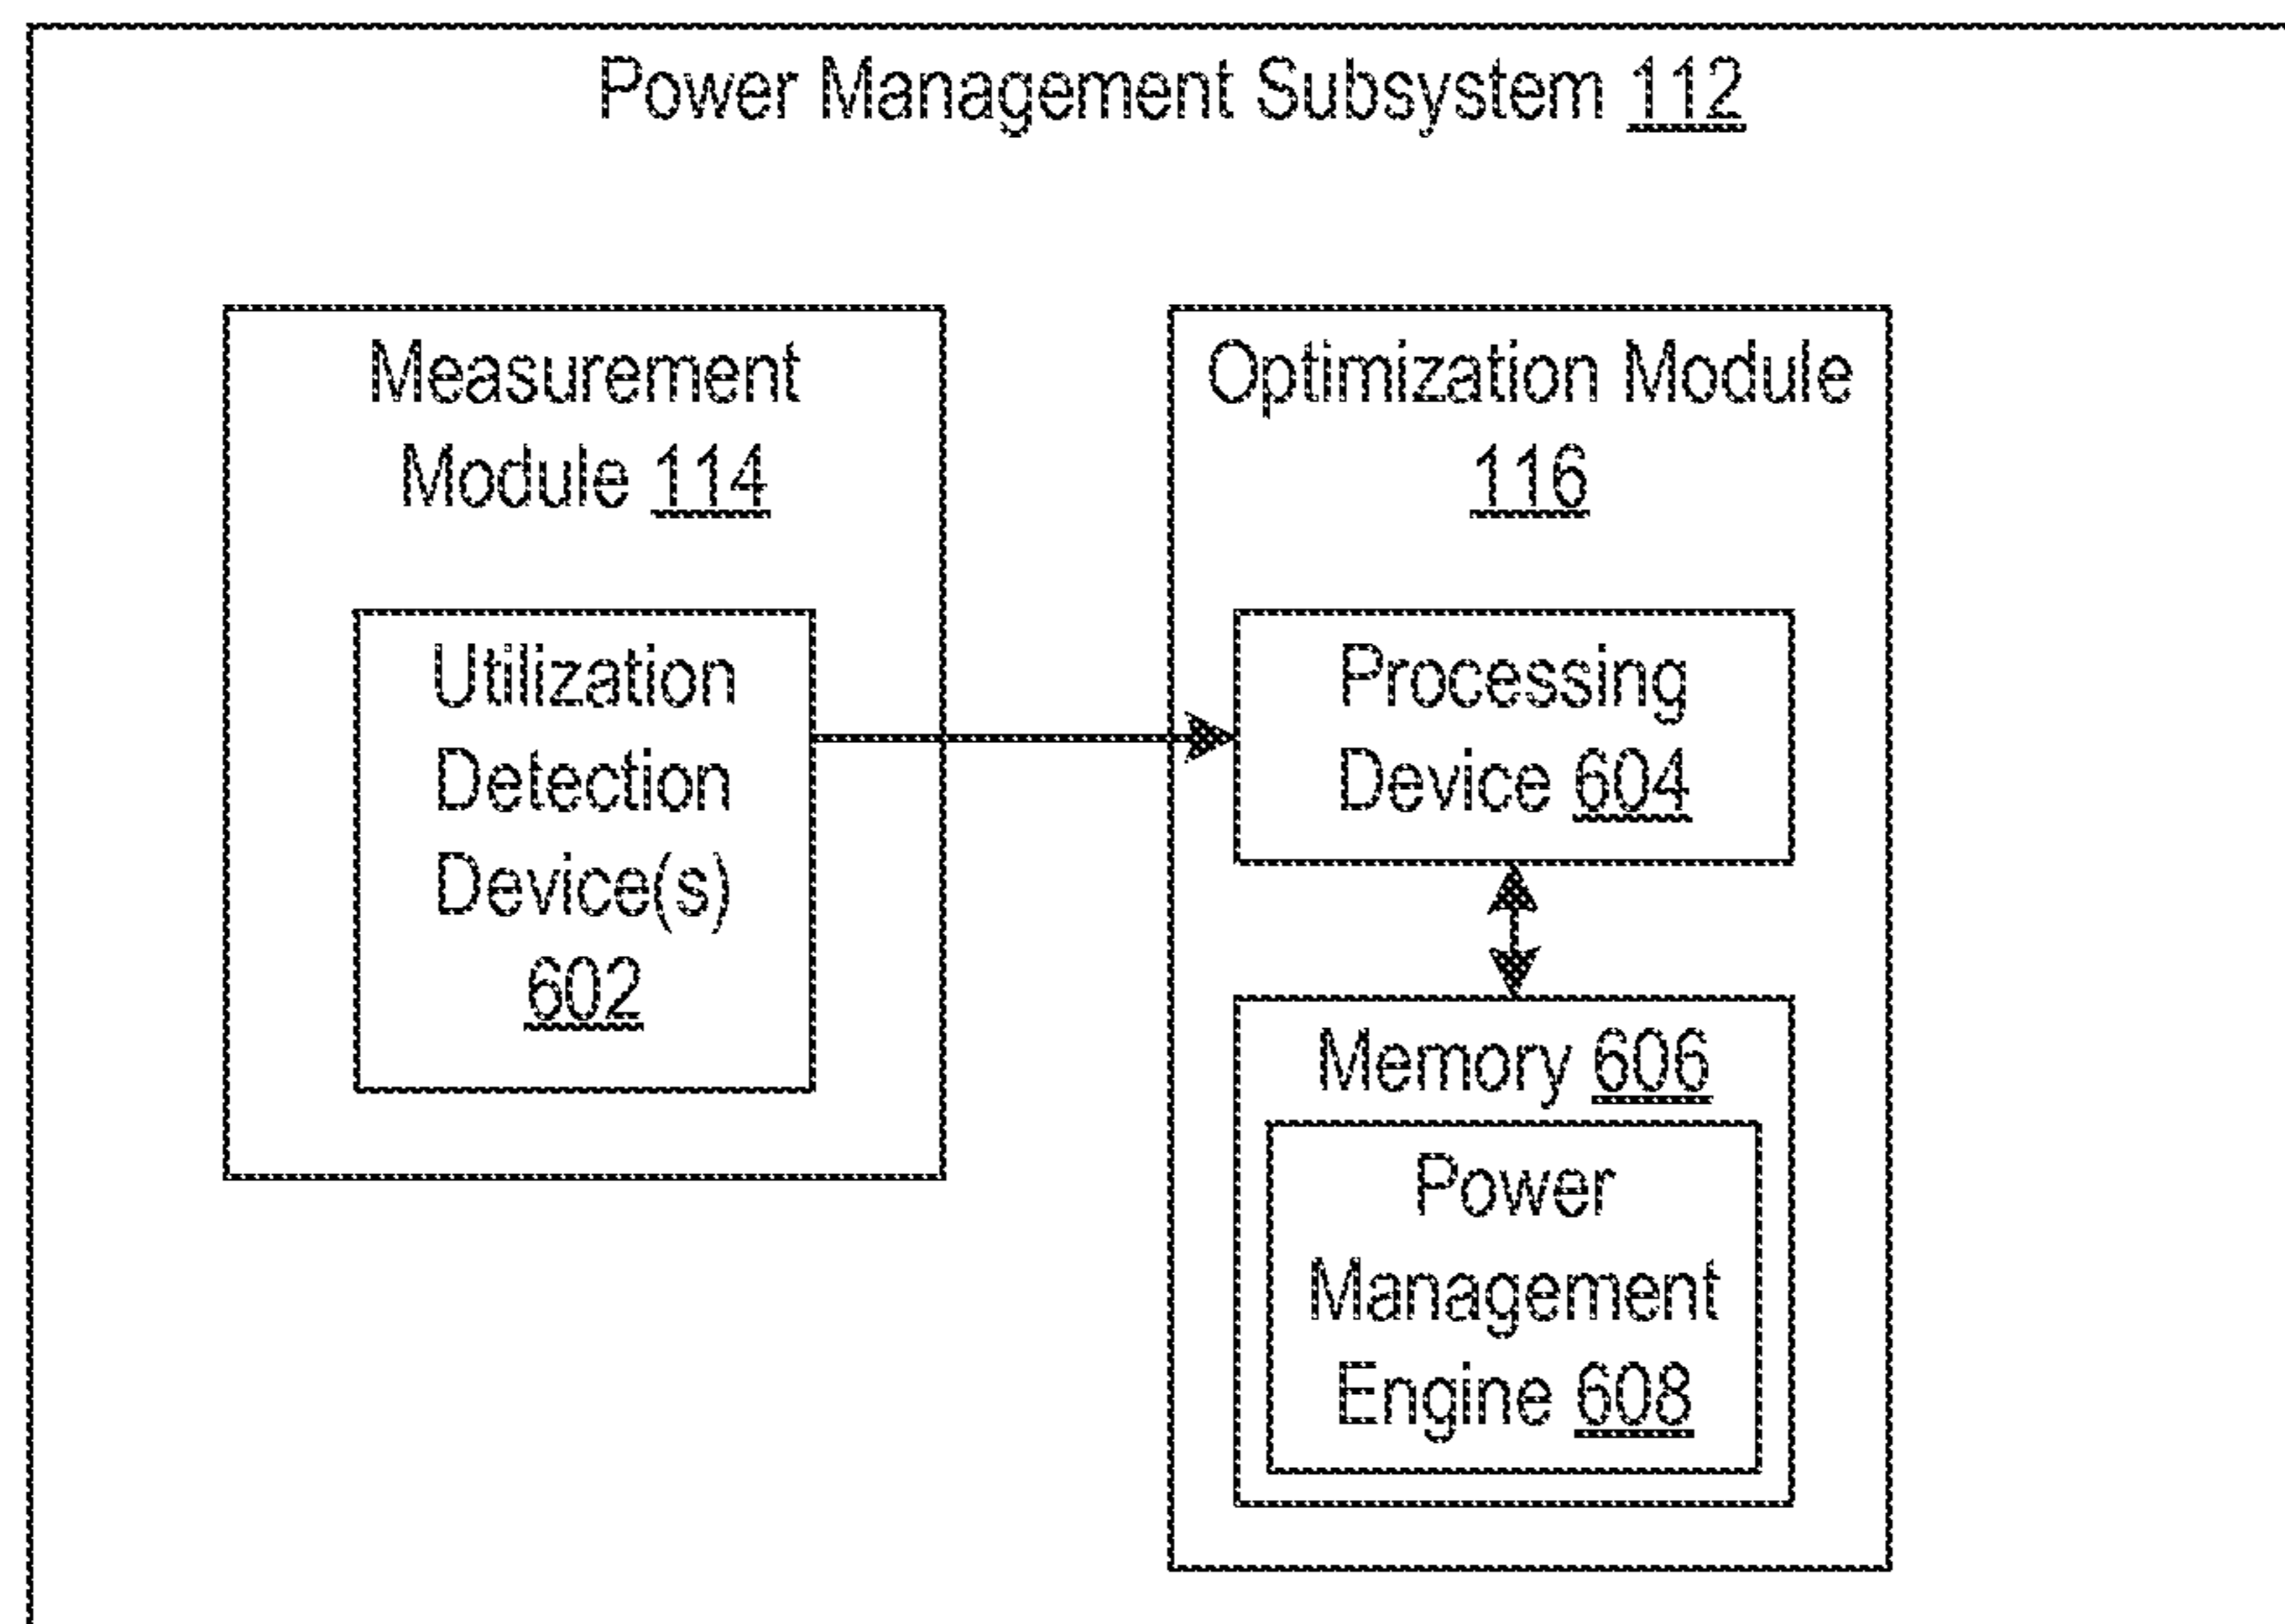 Power Management Subsystem 112
Measurement
Module 114
Utilization
Detection
Device(s)
602
Optimization Module
116
Processing
Device 604
Memory 606
Power
Management
Engine 608